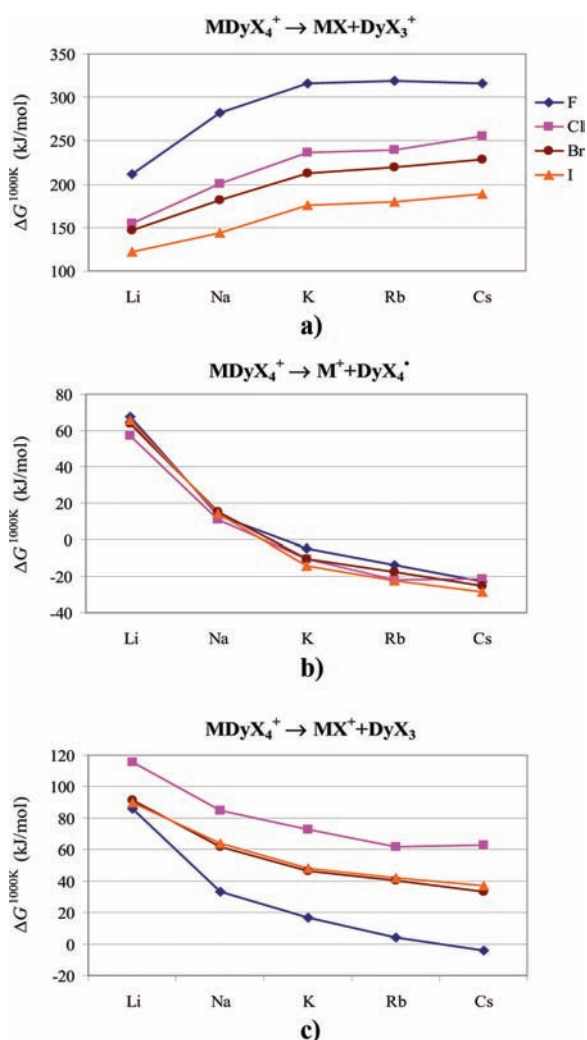 MDyX₄⁺ → MX+DyX₃⁺
350
300
250
200
150
100
ΔG¹⁰⁰⁰ᴷ (kJ/mol)
F
Cl
Br
I
Li Na K Rb Cs
a)
MDyX₄⁺ → M⁺+DyX₄•
80
60
40
20
0
-20
-40
ΔG¹⁰⁰⁰ᴷ (kJ/mol)
Li Na K Rb Cs
b)
MDyX₄⁺ → MX⁺+DyX₃
120
100
80
60
40
20
0
-20
ΔG¹⁰⁰⁰ᴷ (kJ/mol)
Li Na K Rb Cs
c)